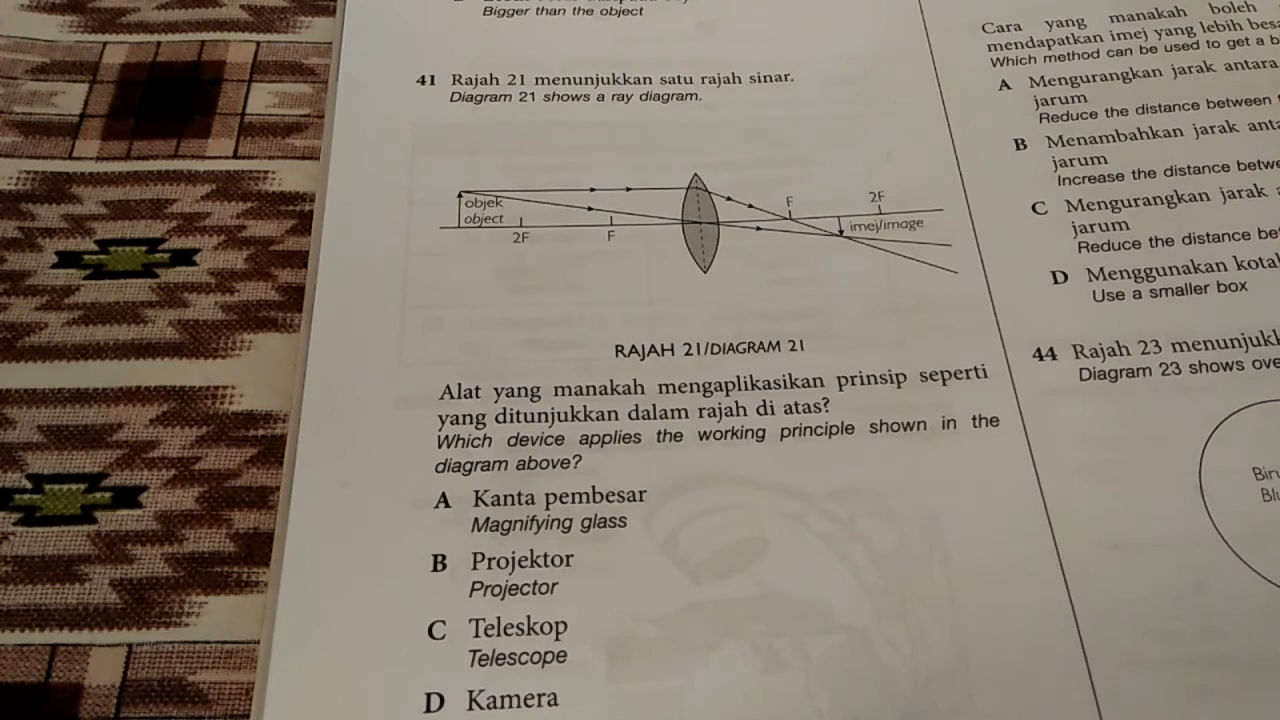 Bigger than the object
41 Rajah 21 menunjukkan satu rajah sinar.
Diagram 21 shows a ray diagram.
objek
object
2F
F
F
2F
imej/image
RAJAH 21/DIAGRAM 21
Alat yang manakah mengaplikasikan prinsip seperti
yang ditunjukkan dalam rajah di atas?
Which device applies the working principle shown in the
diagram above?
A Kanta pembesar
Magnifying glass
B Projektor
Projector
C Teleskop
Telescope
D Kamera
Cara yang manakah boleh
mendapatkan imej yang lebih
Which method can be used to get a
A Mengurangkan jarak antara
jarum
Reduce the distance between
B Menambahkan jarak
jarum
Increase the distance
C Mengurangkan jarak
jarum
Reduce the distance
D Menggunakan
Use a smaller box
44 Rajah 23
Diagram 23 shows